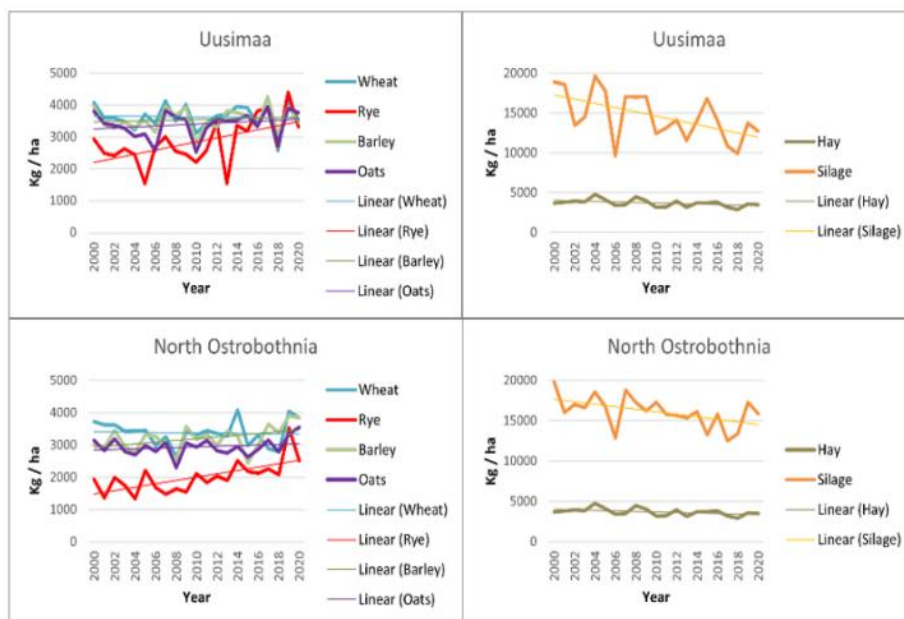 Uusimaa
5000
4000
3000
2000
1000
0
Kg / ha
2000
2002
2004
2006
2008
2010
2012
2014
2016
2018
2020
Year
Wheat
Rye
Barley
Oats
Linear (Wheat)
Linear (Rye)
Linear (Barley)
Linear (Oats)
Uusimaa
20000
15000
10000
5000
0
Kg / ha
2000
2002
2004
2006
2008
2010
2012
2014
2016
2018
2020
Year
Hay
Silage
Linear (Hay)
Linear (Silage)
North Ostrobothnia
5000
4000
3000
2000
1000
0
Kg / ha
2000
2002
2004
2006
2008
2010
2012
2014
2016
2018
2020
Year
Wheat
Rye
Barley
Oats
Linear (Wheat)
Linear (Rye)
Linear (Barley)
Linear (Oats)
North Ostrobothnia
20000
15000
10000
5000
0
Kg / ha
2000
2002
2004
2006
2008
2010
2012
2014
2016
2018
2020
Year
Hay
Silage
Linear (Hay)
Linear (Silage)